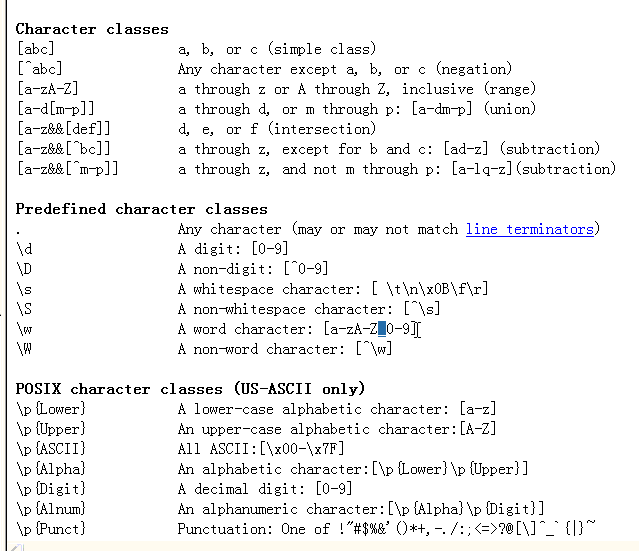 Character classes
[abc] a, b, or c (simple class)
[^abc] Any character except a, b, or c (negation)
[a-zA-Z] a through z or A through Z, inclusive (range)
[a-d[m-p]] a through d, or m through p: [a-dm-p] (union)
[a-z&&[def]] d, e, or f (intersection)
[a-z&&[^bc]] a through z, except for b and c: [ad-z] (subtraction)
[a-z&&[^m-p]] a through z, and not m through p: [a-lq-z](subtraction)
Predefined character classes
. Any character (may or may not match line terminators)
\d A digit: [0-9]
\D A non-digit: [^0-9]
\s A whitespace character: [ \t\n\x0B\f\r]
\S A non-whitespace character: [^\s]
\w A word character: [a-zA-Z_0-9]
\W A non-word character: [^\w]
POSIX character classes (US-ASCII only)
\p{Lower} A lower-case alphabetic character: [a-z]
\p{Upper} An upper-case alphabetic character:[A-Z]
\p{ASCII} All ASCII:[\x00-\x7F]
\p{Alpha} An alphabetic character:[\p{Lower}\p{Upper}]
\p{Digit} A decimal digit: [0-9]
\p{Alnum} An alphanumeric character:[\p{Alpha}\p{Digit}]
\p{Punct} Punctuation: One of !"#$%&'()*+,-./:;<=>?@[\]^_`{|}~